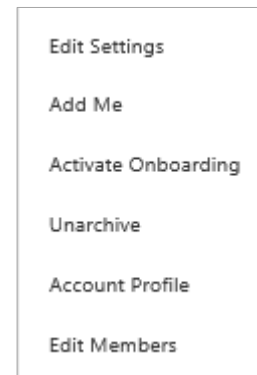 Edit Settings
Add Me
Activate Onboarding
Unarchive
Account Profile
Edit Members